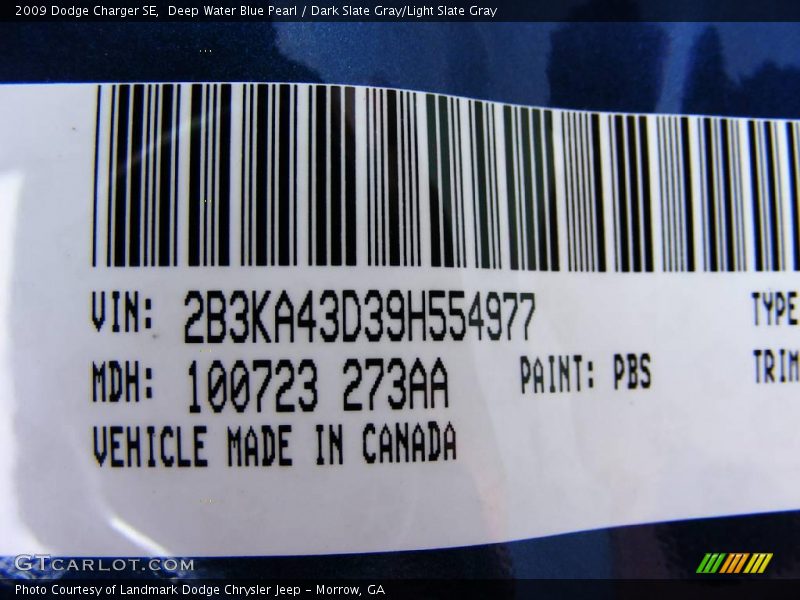 2009 Dodge Charger SE, Deep Water Blue Pearl / Dark Slate Gray/Light Slate Gray
VIN: 2B3KA43D39H554977 TYPE
MDH: 100723 273AA PAINT: PBS TRIM
VEHICLE MADE IN CANADA
GTCARLOT.COM
Photo Courtesy of Landmark Dodge Chrysler Jeep - Morrow, GA